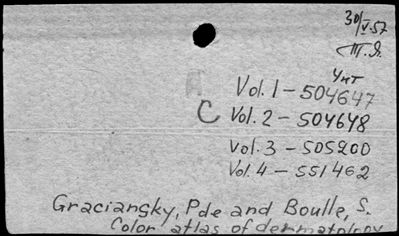 30/V-57
Т.Я.
Чит
Vol. 1 - 504647
C Vol. 2 - 504648
Vol. 3 - 505200
Vol. 4 - 551462
Graciansky, P de and Boulle, S.
Color atlas of dermatology